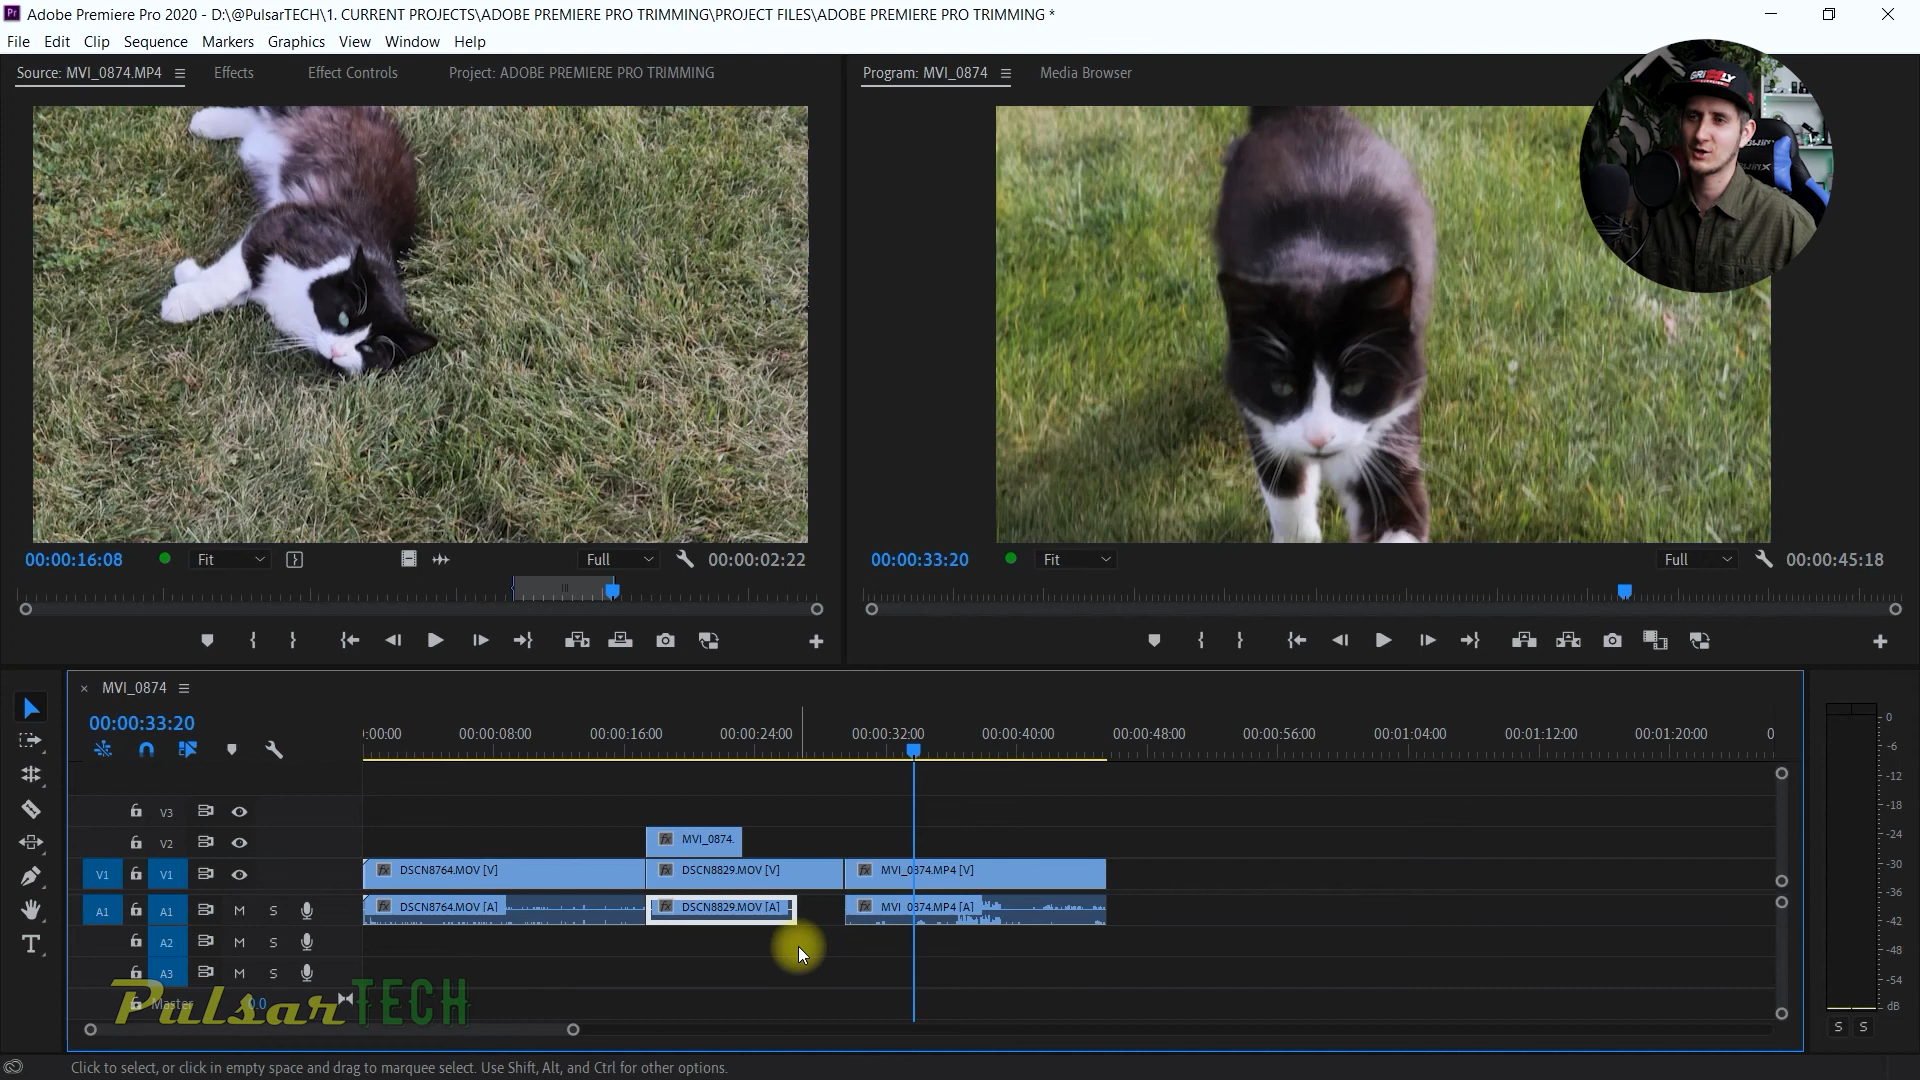 Adobe Premiere Pro 2020 - D:\@PulsarTECH\1. CURRENT PROJECTS\ADOBE PREMIERE PRO TRIMMING\PROJECT FILES\ADOBE PREMIERE PRO TRIMMING *
File Edit Clip Sequence Markers Graphics View Window Help
Source: MVI_0874.MP4 Effects Effect Controls Project: ADOBE PREMIERE PRO TRIMMING
Program: MVI_0874 Media Browser
GRIZZLY
00:00:16:08 Fit Full 00:00:02:22
00:00:33:20 Fit Full 00:00:45:18
MVI_0874
00:00:33:20
:00:00 00:00:08:00 00:00:16:00 00:00:24:00 00:00:32:00 00:00:40:00 00:00:48:00 00:00:56:00 00:01:04:00 00:01:12:00 00:01:20:00 0
V3
V2 MVI_0874.
V1 V1 DSCN8764.MOV [V] DSCN8829.MOV [V] MVI_0874.MP4 [V]
A1 A1 M S DSCN8764.MOV [A] DSCN8829.MOV [A] MVI_0874.MP4 [A]
A2 M S
A3 M S
Master 0.0
PulsarTECH
0
-6
-12
-18
-24
-30
-36
-42
-48
-54
dB
S S
Click to select, or click in empty space and drag to marquee select. Use Shift, Alt, and Ctrl for other options.